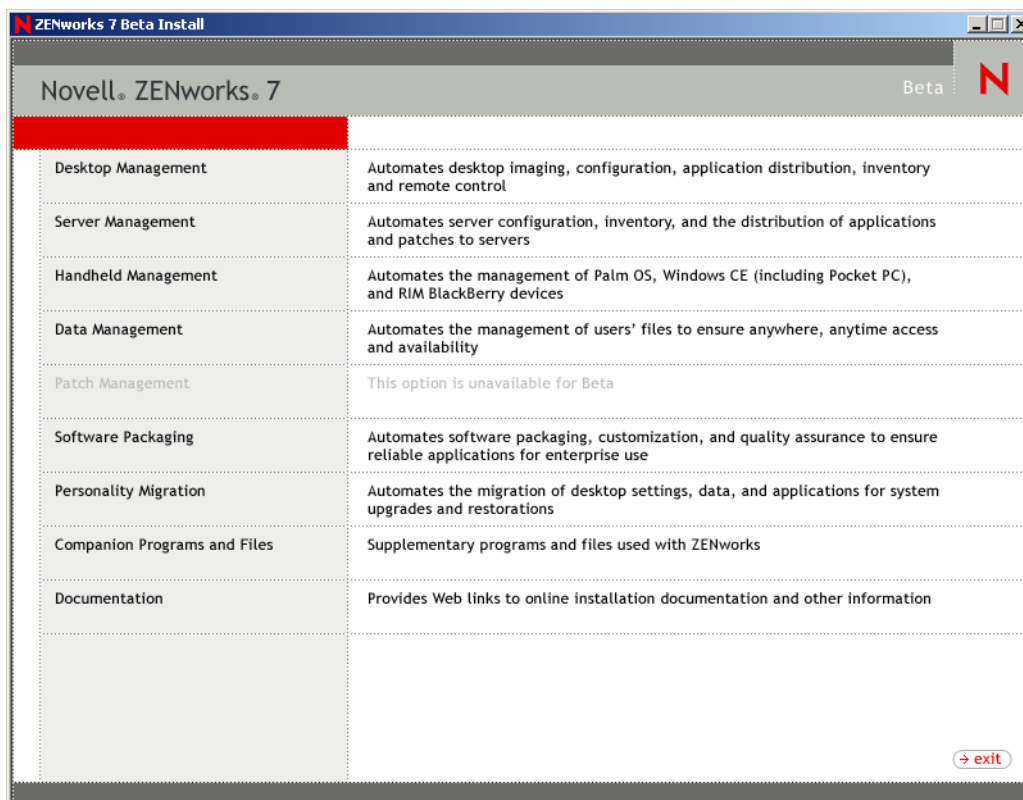 ZENworks 7 Beta Install
Novell® ZENworks® 7
Beta
N
Desktop Management
Automates desktop imaging, configuration, application distribution, inventory
and remote control
Server Management
Automates server configuration, inventory, and the distribution of applications
and patches to servers
Handheld Management
Automates the management of Palm OS, Windows CE (including Pocket PC),
and RIM BlackBerry devices
Data Management
Automates the management of users’ files to ensure anywhere, anytime access
and availability
Patch Management
This option is unavailable for Beta
Software Packaging
Automates software packaging, customization, and quality assurance to ensure
reliable applications for enterprise use
Personality Migration
Automates the migration of desktop settings, data, and applications for system
upgrades and restorations
Companion Programs and Files
Supplementary programs and files used with ZENworks
Documentation
Provides Web links to online installation documentation and other information
→ exit